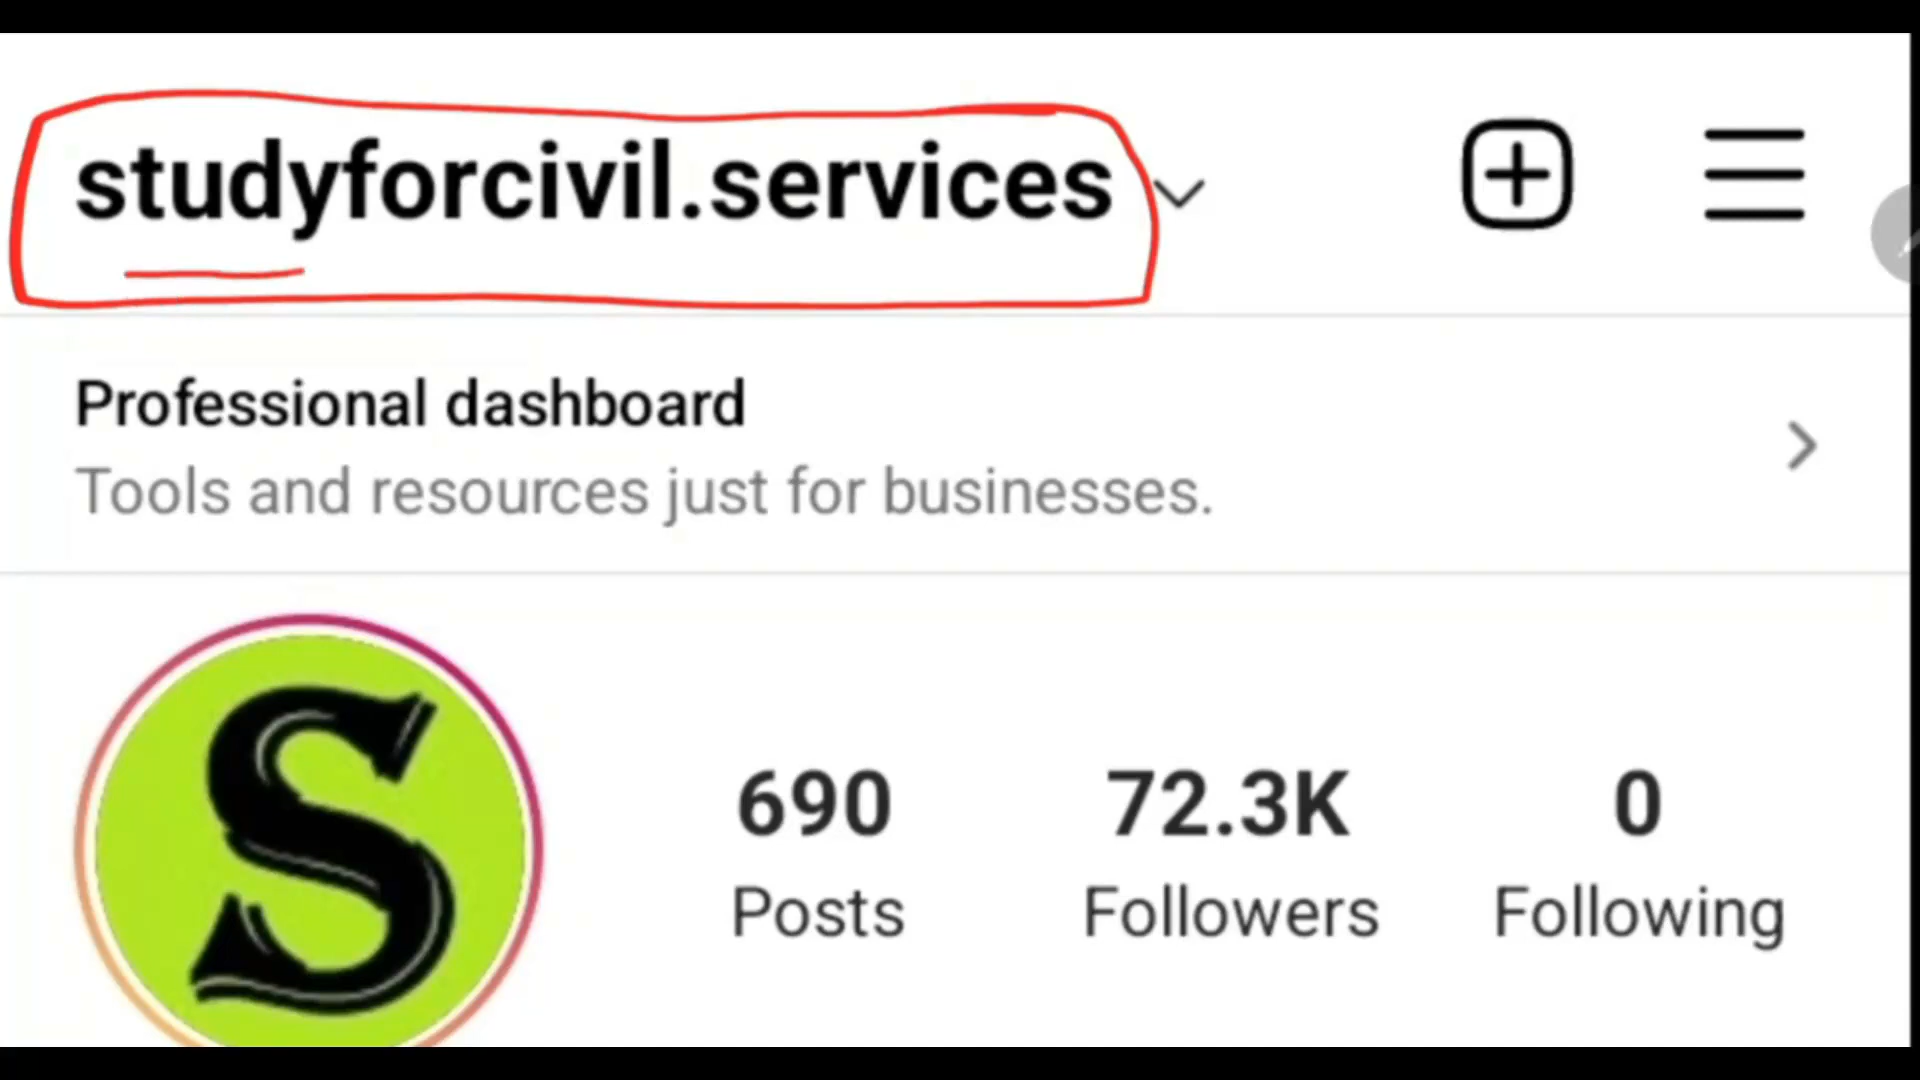 studyforcivil.services
Professional dashboard
Tools and resources just for businesses.
S
690 72.3K 0
Posts Followers Following